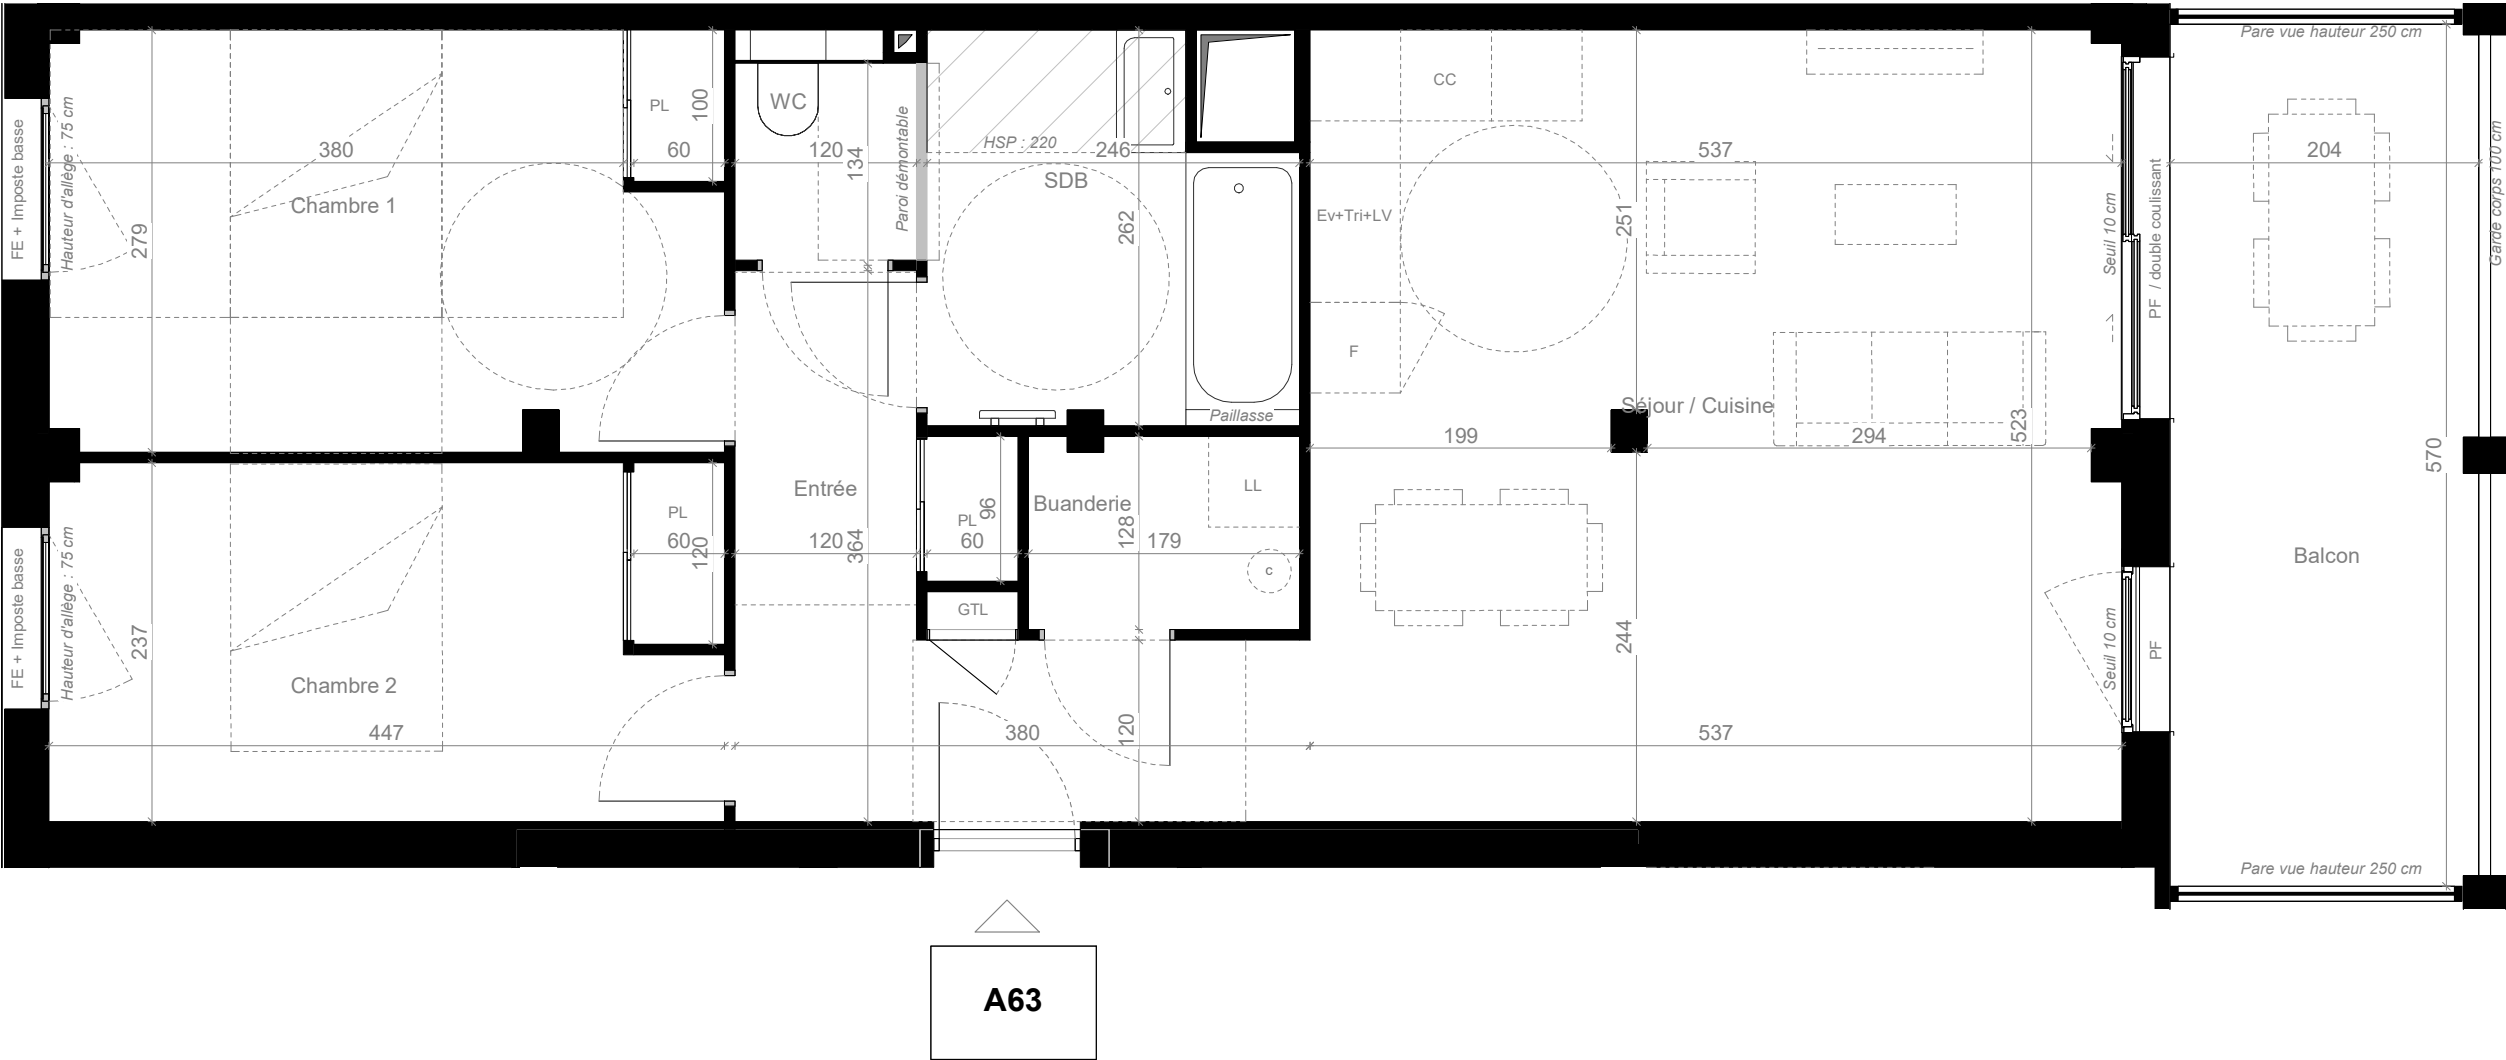 Pare vue hauteur 250 cm
FE + Imposte basse
Hauteur d'allège : 75 cm
380
Chambre 1
279
PL
60
100
WC
120
134
Paroi démontable
HSP : 220
246
SDB
262
Paillasse
CC
Ev+Tri+LV
F
537
251
Séjour / Cuisine
199
294
523
Seuil 10 cm
PF / double coulissant
204
Garde corps 100 cm
570
Balcon
FE + Imposte basse
Hauteur d'allège : 75 cm
237
Chambre 2
447
PL
60
120
Entrée
120
364
PL
96
60
GTL
Buanderie
128
179
LL
c
380
120
244
537
Seuil 10 cm
PF
Pare vue hauteur 250 cm
A63